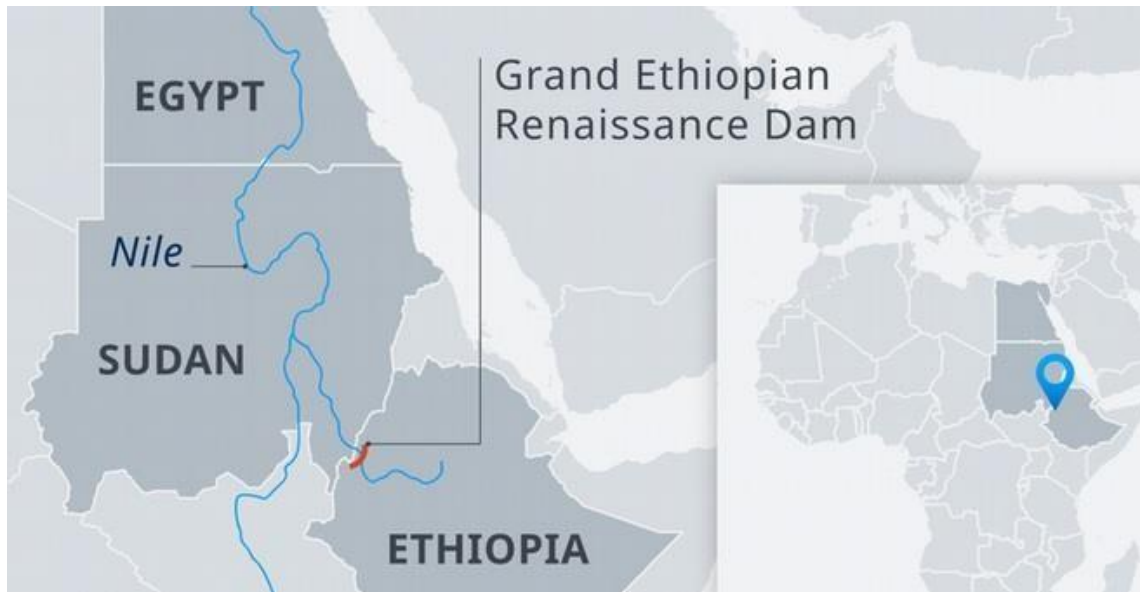 EGYPT
Grand Ethiopian
Renaissance Dam
Nile
SUDAN
ETHIOPIA